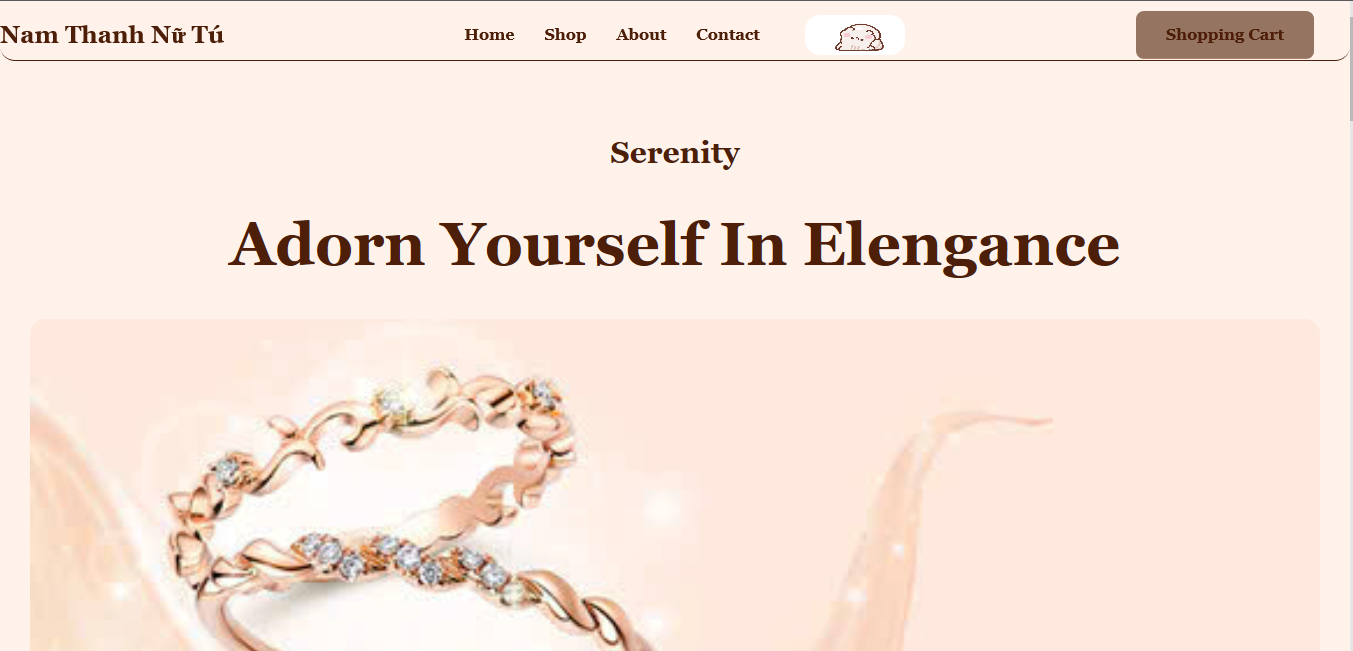 Nam Thanh Nữ Tú
Home Shop About Contact
Shopping Cart
Serenity
Adorn Yourself In Elengance